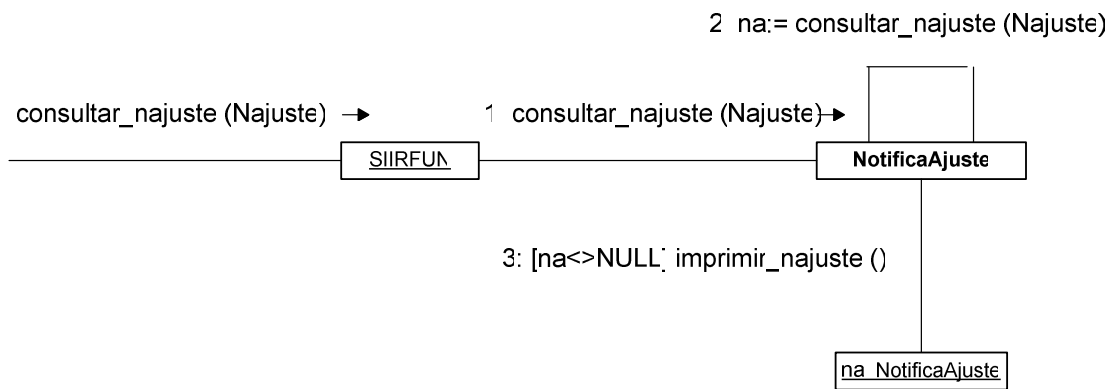 2 na:= consultar_najuste (Najuste)
consultar_najuste (Najuste)
1 consultar_najuste (Najuste)
SIIRFUN
NotificaAjuste
3: [na<>NULL] imprimir_najuste ()
na NotificaAjuste